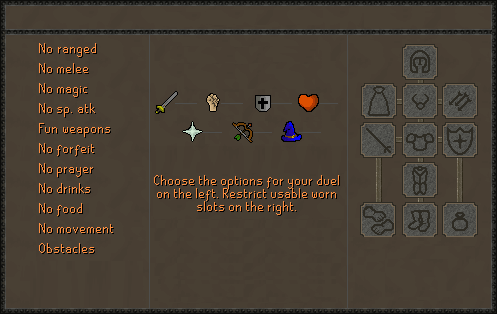 No ranged
No melee
No magic
No sp. atk
Fun weapons
No forfeit
No prayer
No drinks
No food
No movement
Obstacles
Choose the options for your duel
on the left. Restrict usable worn
slots on the right.